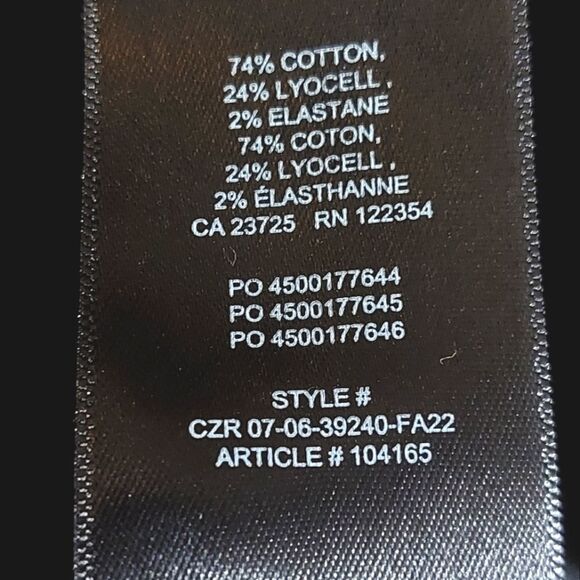 74% COTTON,
24% LYOCELL ,
2% ELASTANE
74% COTON,
24% LYOCELL ,
2% ÉLASTHANNE
CA 23725 RN 122354
PO 4500177644
PO 4500177645
PO 4500177646
STYLE #
CZR 07-06-39240-FA22
ARTICLE # 104165